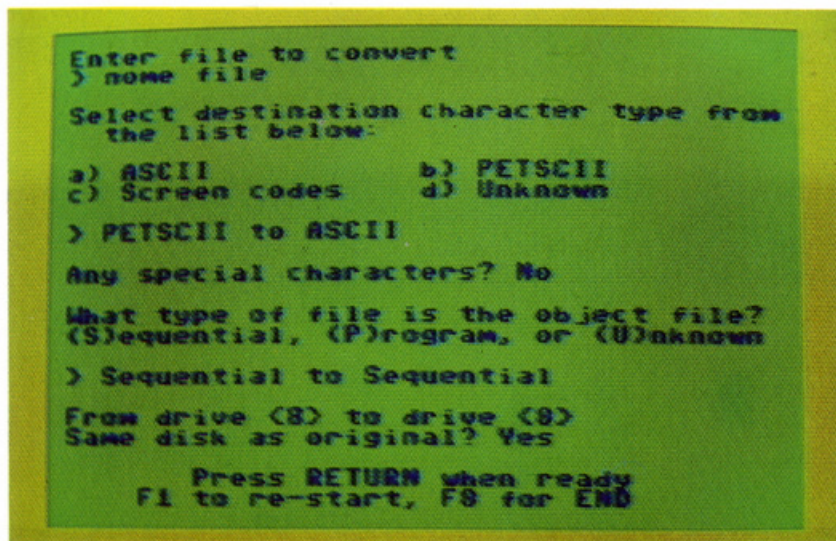 Enter file to convert
> nome file
Select destination character type from
the list below:
a) ASCII b) PETSCII
c) Screen codes d) Unknown
> PETSCII to ASCII
Any special characters? No
What type of file is the object file?
(S)equential, (P)rogram, or (U)nknown
> Sequential to Sequential
From drive (8) to drive (8)
Same disk as original? Yes
Press RETURN when ready
F1 to re-start, F8 for END